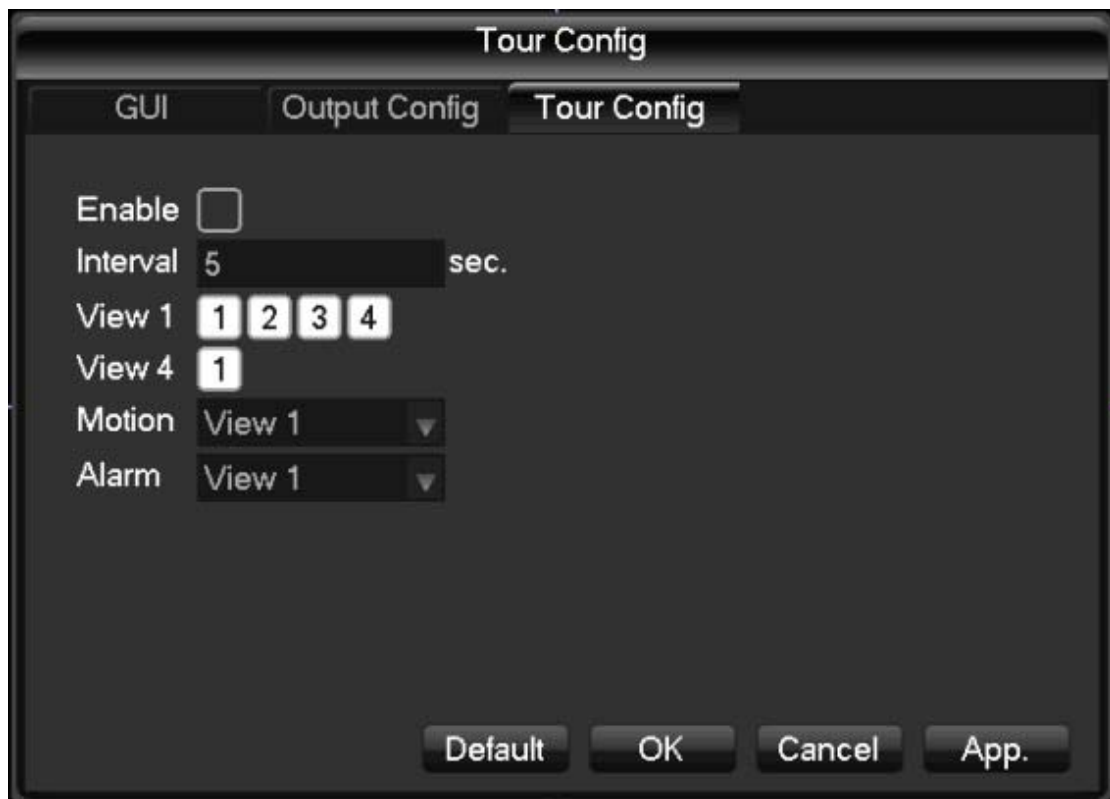 Tour Config
GUI Output Config Tour Config
Enable
Interval 5 sec.
View 1 1 2 3 4
View 4 1
Motion View 1
Alarm View 1
Default OK Cancel App.